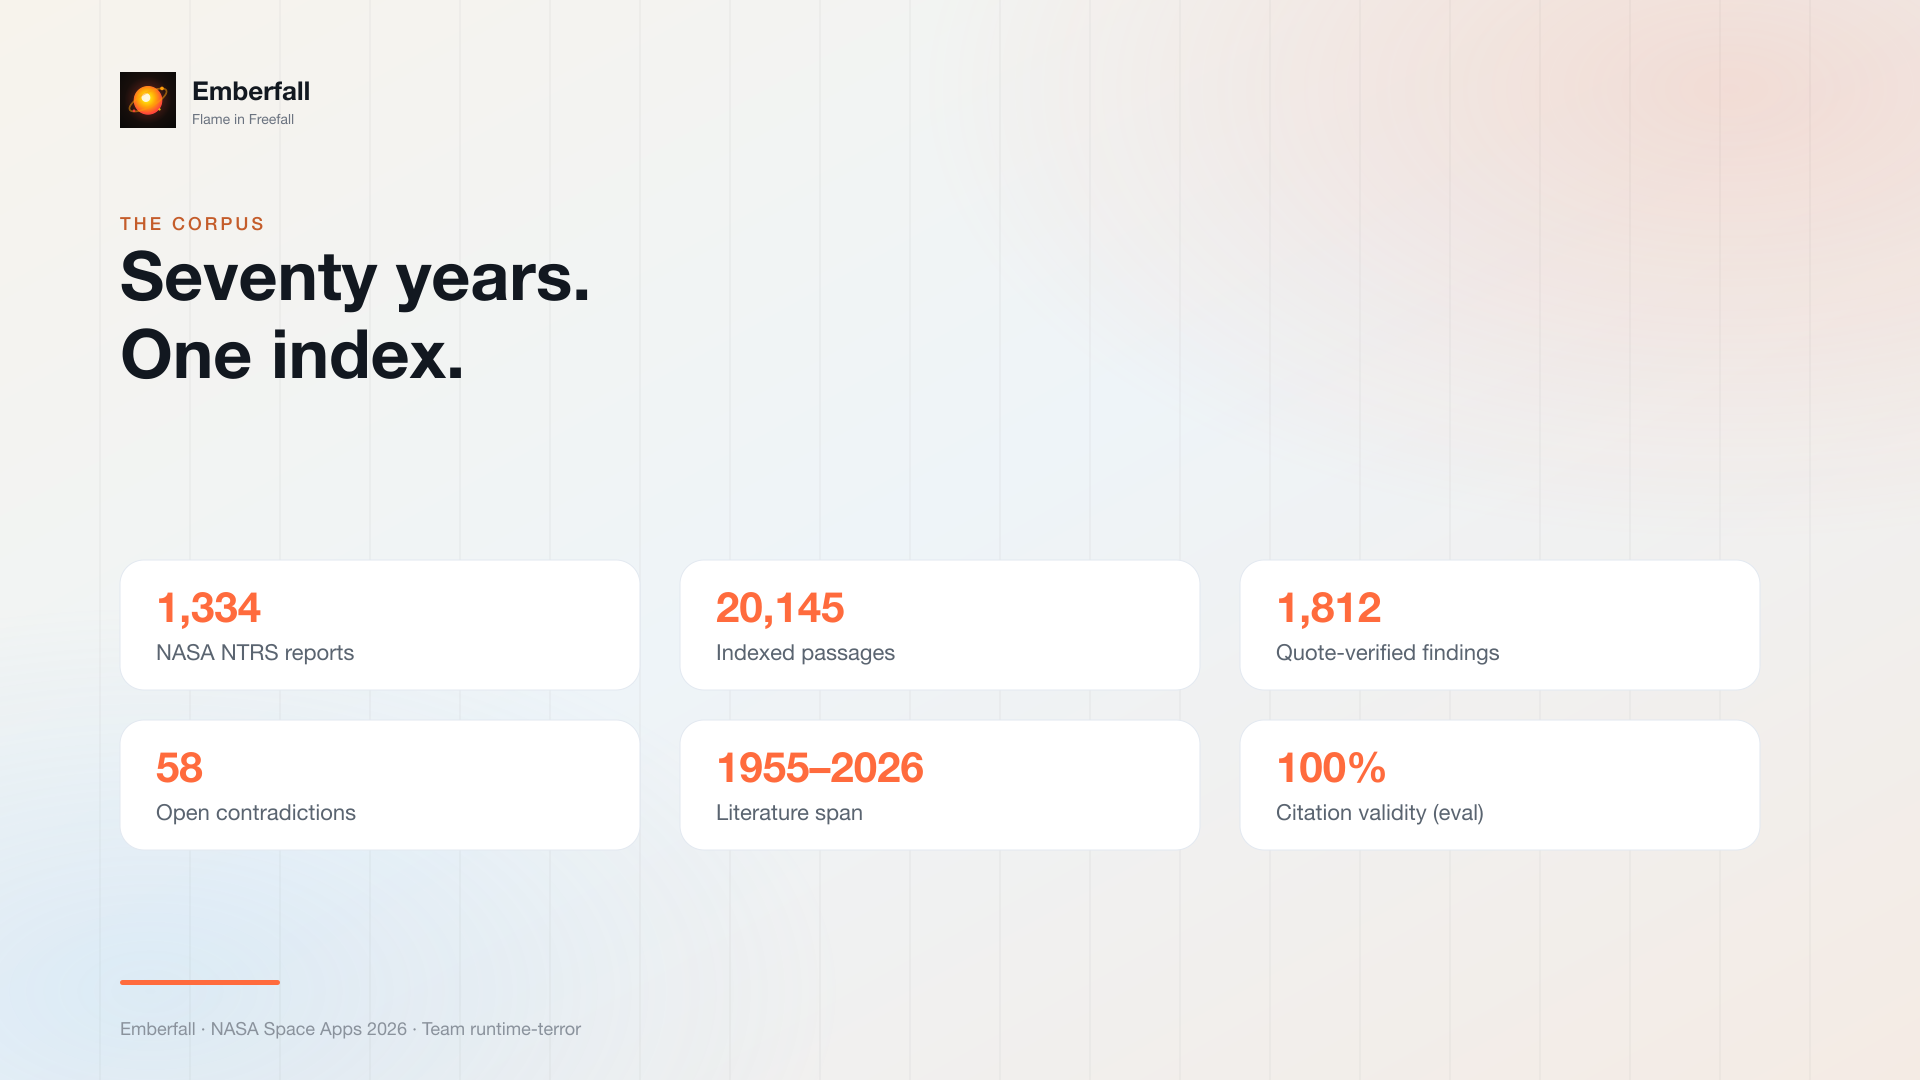 Emberfall
Flame in Freefall
THE CORPUS
Seventy years.
One index.
1,334
NASA NTRS reports
20,145
Indexed passages
1,812
Quote-verified findings
58
Open contradictions
1955–2026
Literature span
100%
Citation validity (eval)
Emberfall · NASA Space Apps 2026 · Team runtime-terror